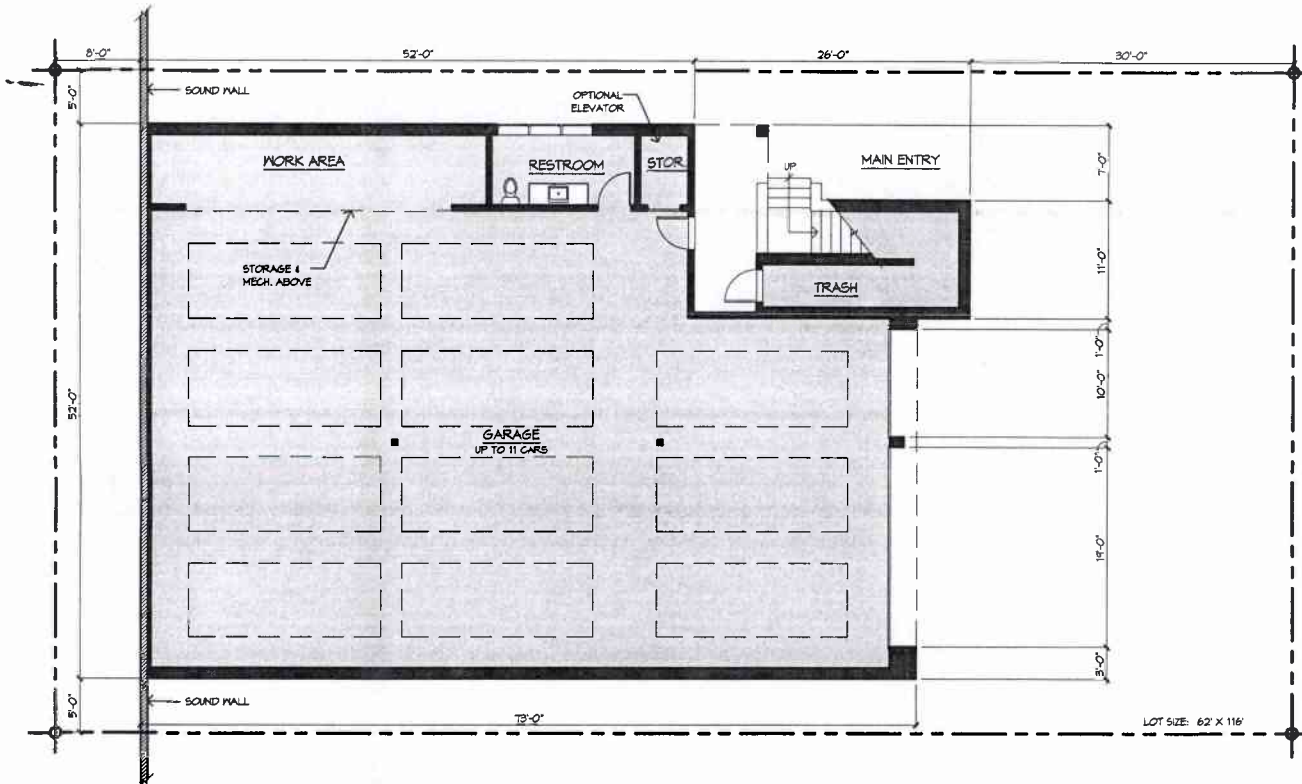 8'-0"
52'-0"
26'-0"
30'-0"
5'-0"
SOUND WALL
OPTIONAL
ELEVATOR
WORK AREA
RESTROOM
STOR.
UP
MAIN ENTRY
7'-0"
STORAGE &
MECH. ABOVE
TRASH
11'-0"
1'-0"
10'-0"
52'-0"
GARAGE
UP TO 11 CARS
1'-0"
19'-0"
3'-0"
5'-0"
SOUND WALL
73'-0"
LOT SIZE: 62' X 116'